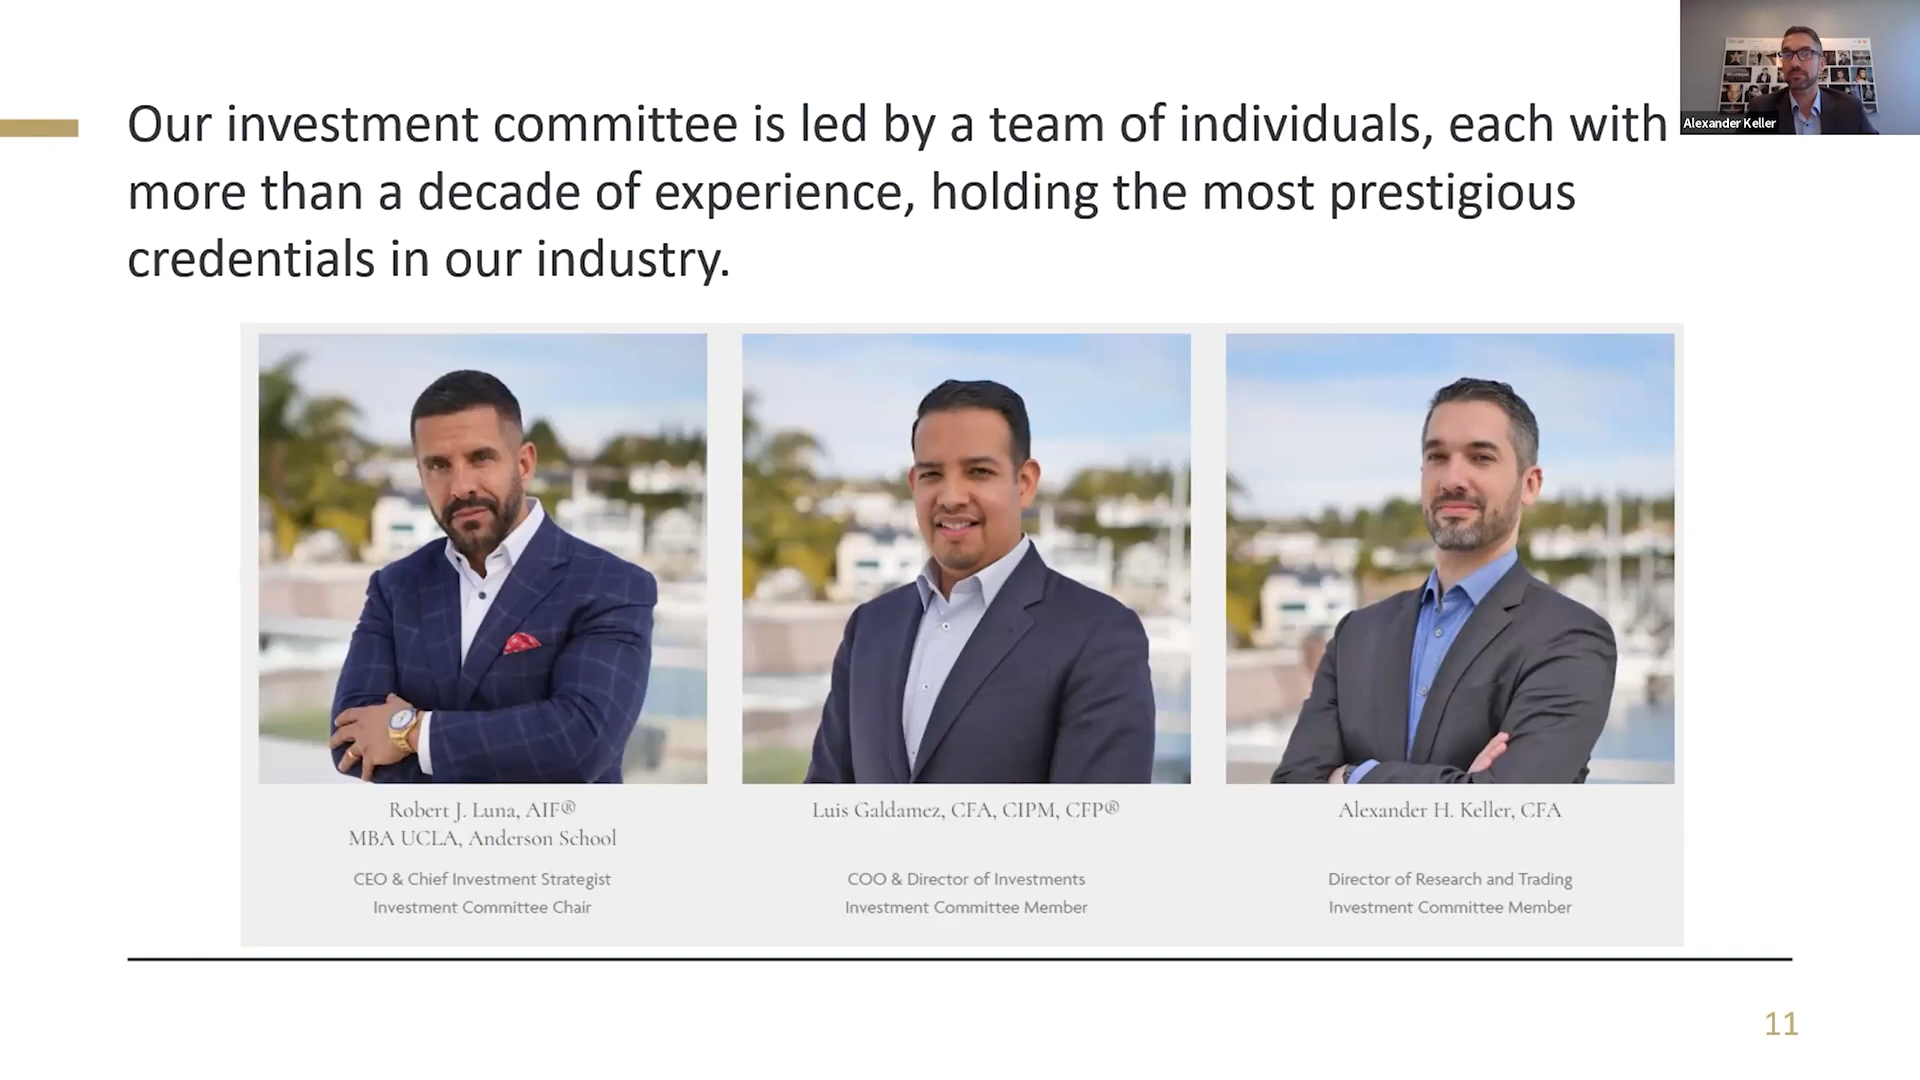 Our investment committee is led by a team of individuals, each with
more than a decade of experience, holding the most prestigious
credentials in our industry.
Alexander Keller
Robert J. Luna, AIF®
MBA UCLA, Anderson School
CEO & Chief Investment Strategist
Investment Committee Chair
Luis Galdamez, CFA, CIPM, CFP®
COO & Director of Investments
Investment Committee Member
Alexander H. Keller, CFA
Director of Research and Trading
Investment Committee Member
11